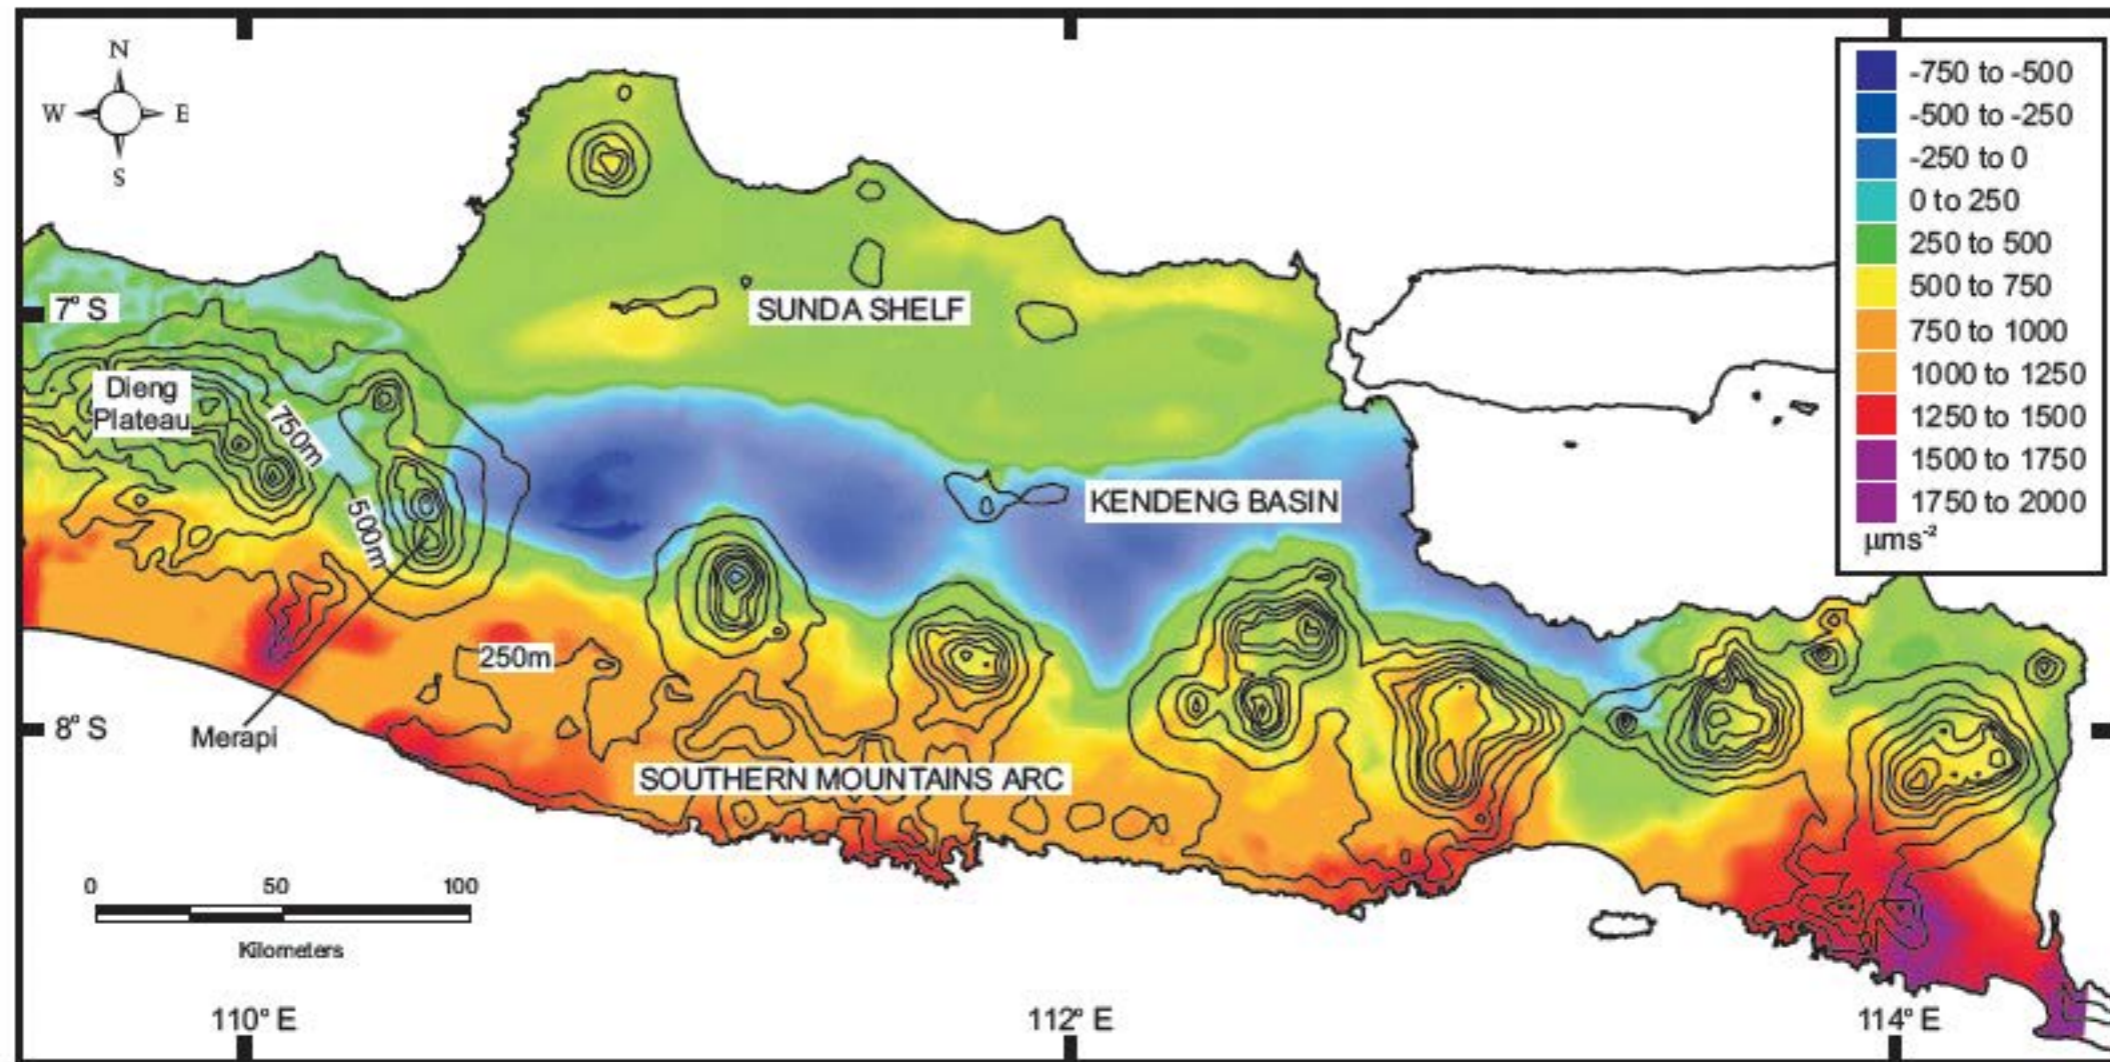 N
W E
S
7° S
8° S
SUNDA SHELF
Dieng
Plateau
750m
500m
KENDENG BASIN
250m
Merapi
SOUTHERN MOUNTAINS ARC
0 50 100
Kilometers
110° E 112° E 114° E
-750 to -500
-500 to -250
-250 to 0
0 to 250
250 to 500
500 to 750
750 to 1000
1000 to 1250
1250 to 1500
1500 to 1750
1750 to 2000
μms⁻²